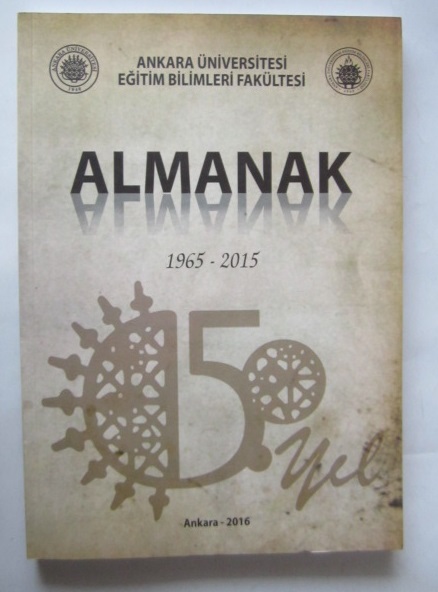 ANKARA ÜNİVERSİTESİ
EĞİTİM BİLİMLERİ FAKÜLTESİ
ALMANAK
1965 - 2015
50.
yıl
Ankara - 2016